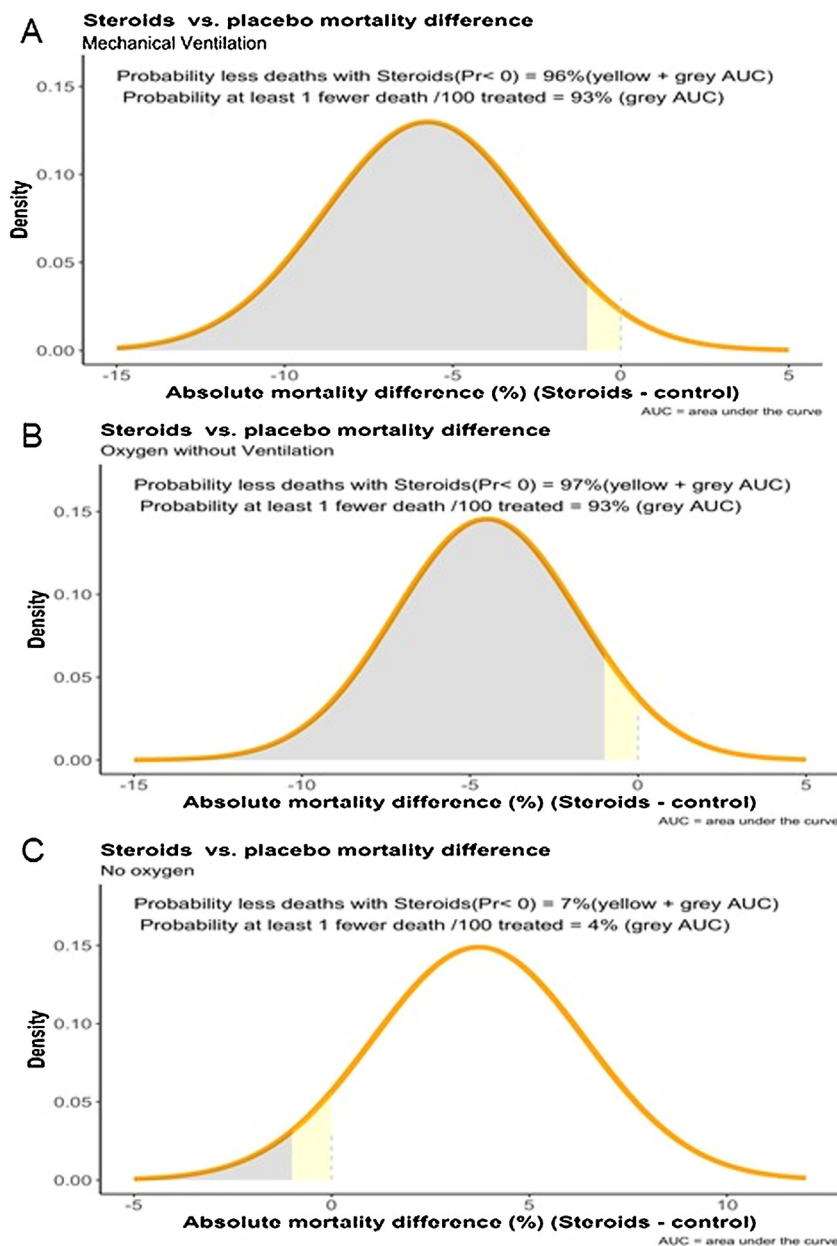 A
Steroids vs. placebo mortality difference
Mechanical Ventilation
Probability less deaths with Steroids(Pr< 0) = 96%(yellow + grey AUC)
Probability at least 1 fewer death /100 treated = 93% (grey AUC)
0.15
0.10
0.05
0.00
Density
-15 -10 -5 0 5
Absolute mortality difference (%) (Steroids - control)
AUC = area under the curve
B
Steroids vs. placebo mortality difference
Oxygen without Ventilation
Probability less deaths with Steroids(Pr< 0) = 97%(yellow + grey AUC)
Probability at least 1 fewer death /100 treated = 93% (grey AUC)
0.15
0.10
0.05
0.00
Density
-15 -10 -5 0 5
Absolute mortality difference (%) (Steroids - control)
AUC = area under the curve
C
Steroids vs. placebo mortality difference
No oxygen
Probability less deaths with Steroids(Pr< 0) = 7%(yellow + grey AUC)
Probability at least 1 fewer death /100 treated = 4% (grey AUC)
0.15
0.10
0.05
0.00
Density
-5 0 5 10
Absolute mortality difference (%) (Steroids - control)
AUC = area under the curve